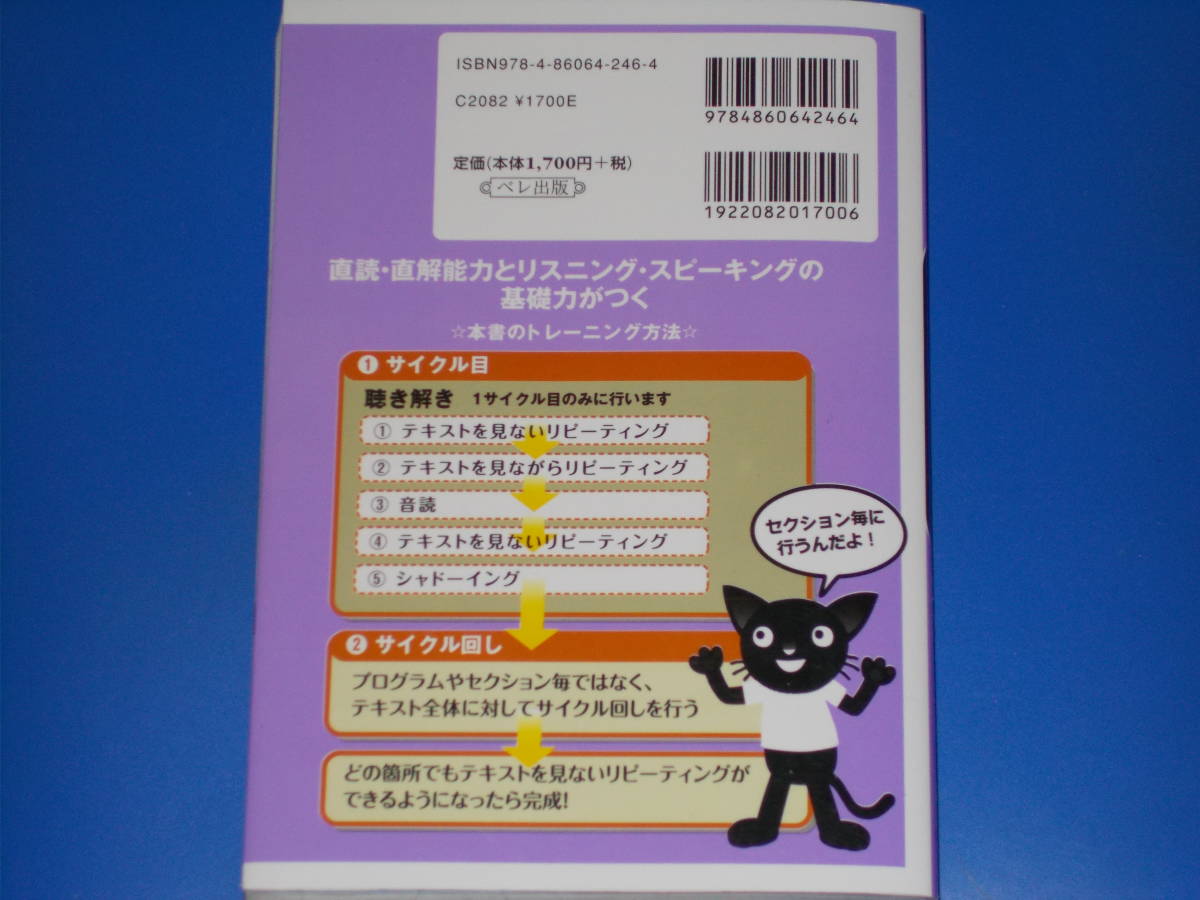 ISBN978-4-86064-246-4
C2082 ¥1700E
定価(本体1,700円+税)
ベレ出版
9784860642464
1922082017006
直読・直解能力とリスニング・スピーキングの
基礎力がつく
☆本書のトレーニング方法☆
❶ サイクル目
聴き解き 1サイクル目のみに行います
① テキストを見ないリピーティング
② テキストを見ながらリピーティング
③ 音読
④ テキストを見ないリピーティング
⑤ シャドーイング
セクション毎に
行うんだよ!
❷ サイクル回し
プログラムやセクション毎ではなく、
テキスト全体に対してサイクル回しを行う
どの箇所でもテキストを見ないリピーティングが
できるようになったら完成!